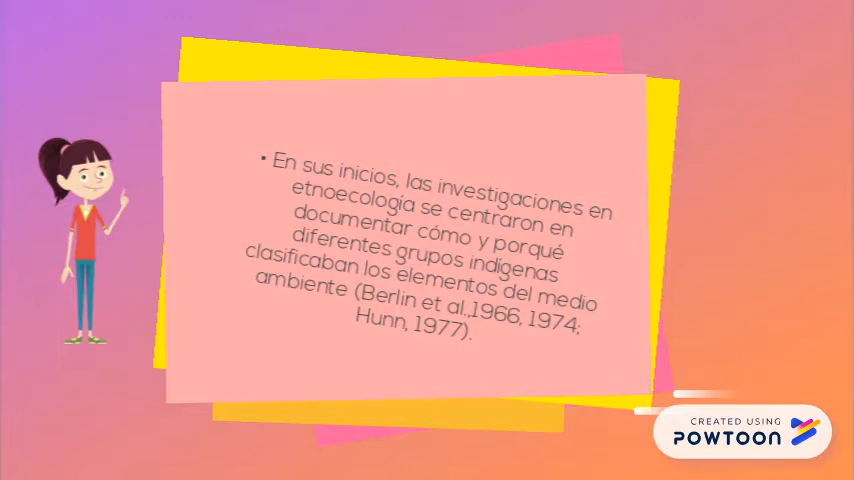 • En sus inicios, las investigaciones en
etnoecología se centraron en
documentar cómo y porqué
diferentes grupos indígenas
clasificaban los elementos del medio
ambiente (Berlin et al.,1966, 1974;
Hunn, 1977).
CREATED USING
POWTOON